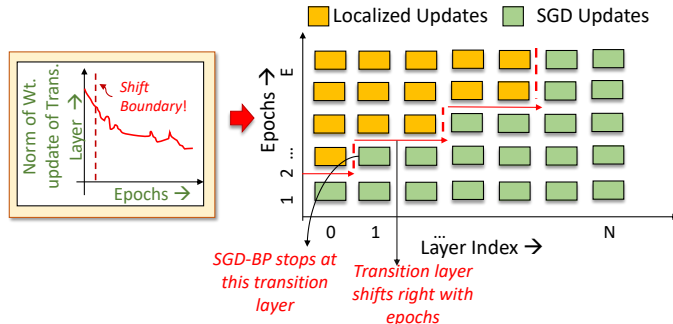 Localized Updates
SGD Updates
Norm of Wt.
update of Trans.
Layer →
Shift
Boundary!
Epochs →
Epochs →
E
...
2
1
0
1
...
N
Layer Index →
SGD-BP stops at
this transition
layer
Transition layer
shifts right with
epochs